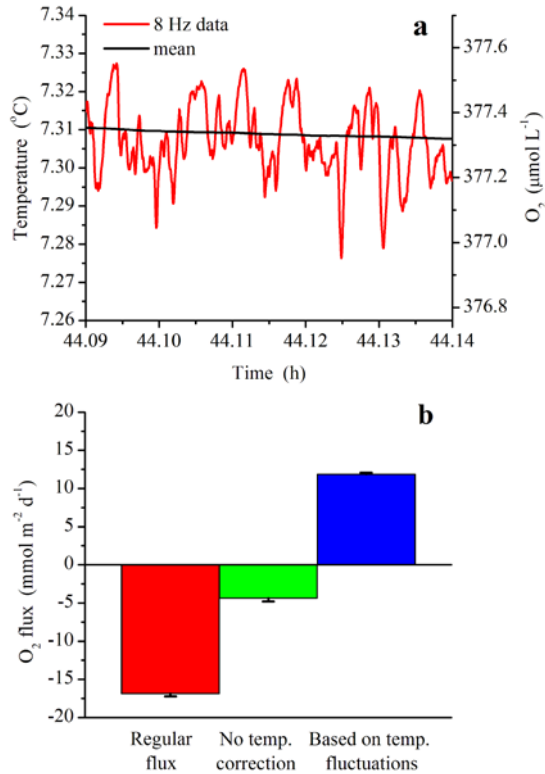 8 Hz data
mean
a
7.34
7.33
7.32
7.31
7.30
7.29
7.28
7.27
7.26
Temperature (°C)
377.6
377.4
377.2
377.0
376.8
O₂ (µmol L⁻¹)
44.09 44.10 44.11 44.12 44.13 44.14
Time (h)
b
20
15
10
5
0
-5
-10
-15
-20
O₂ flux (mmol m⁻² d⁻¹)
Regular No temp. Based on temp.
flux correction fluctuations